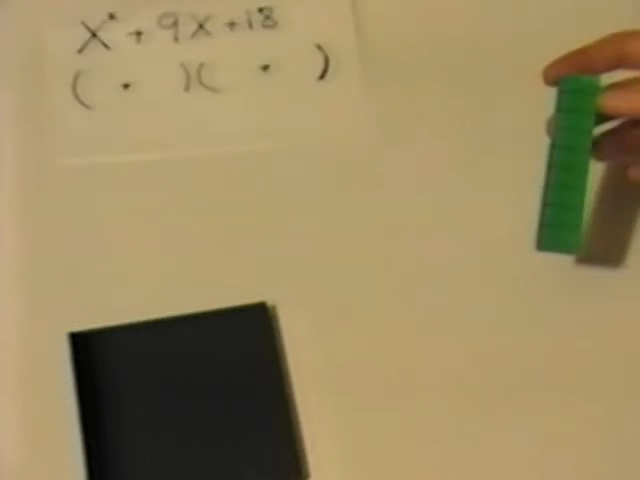 x² + 9x + 18
( · )( · )